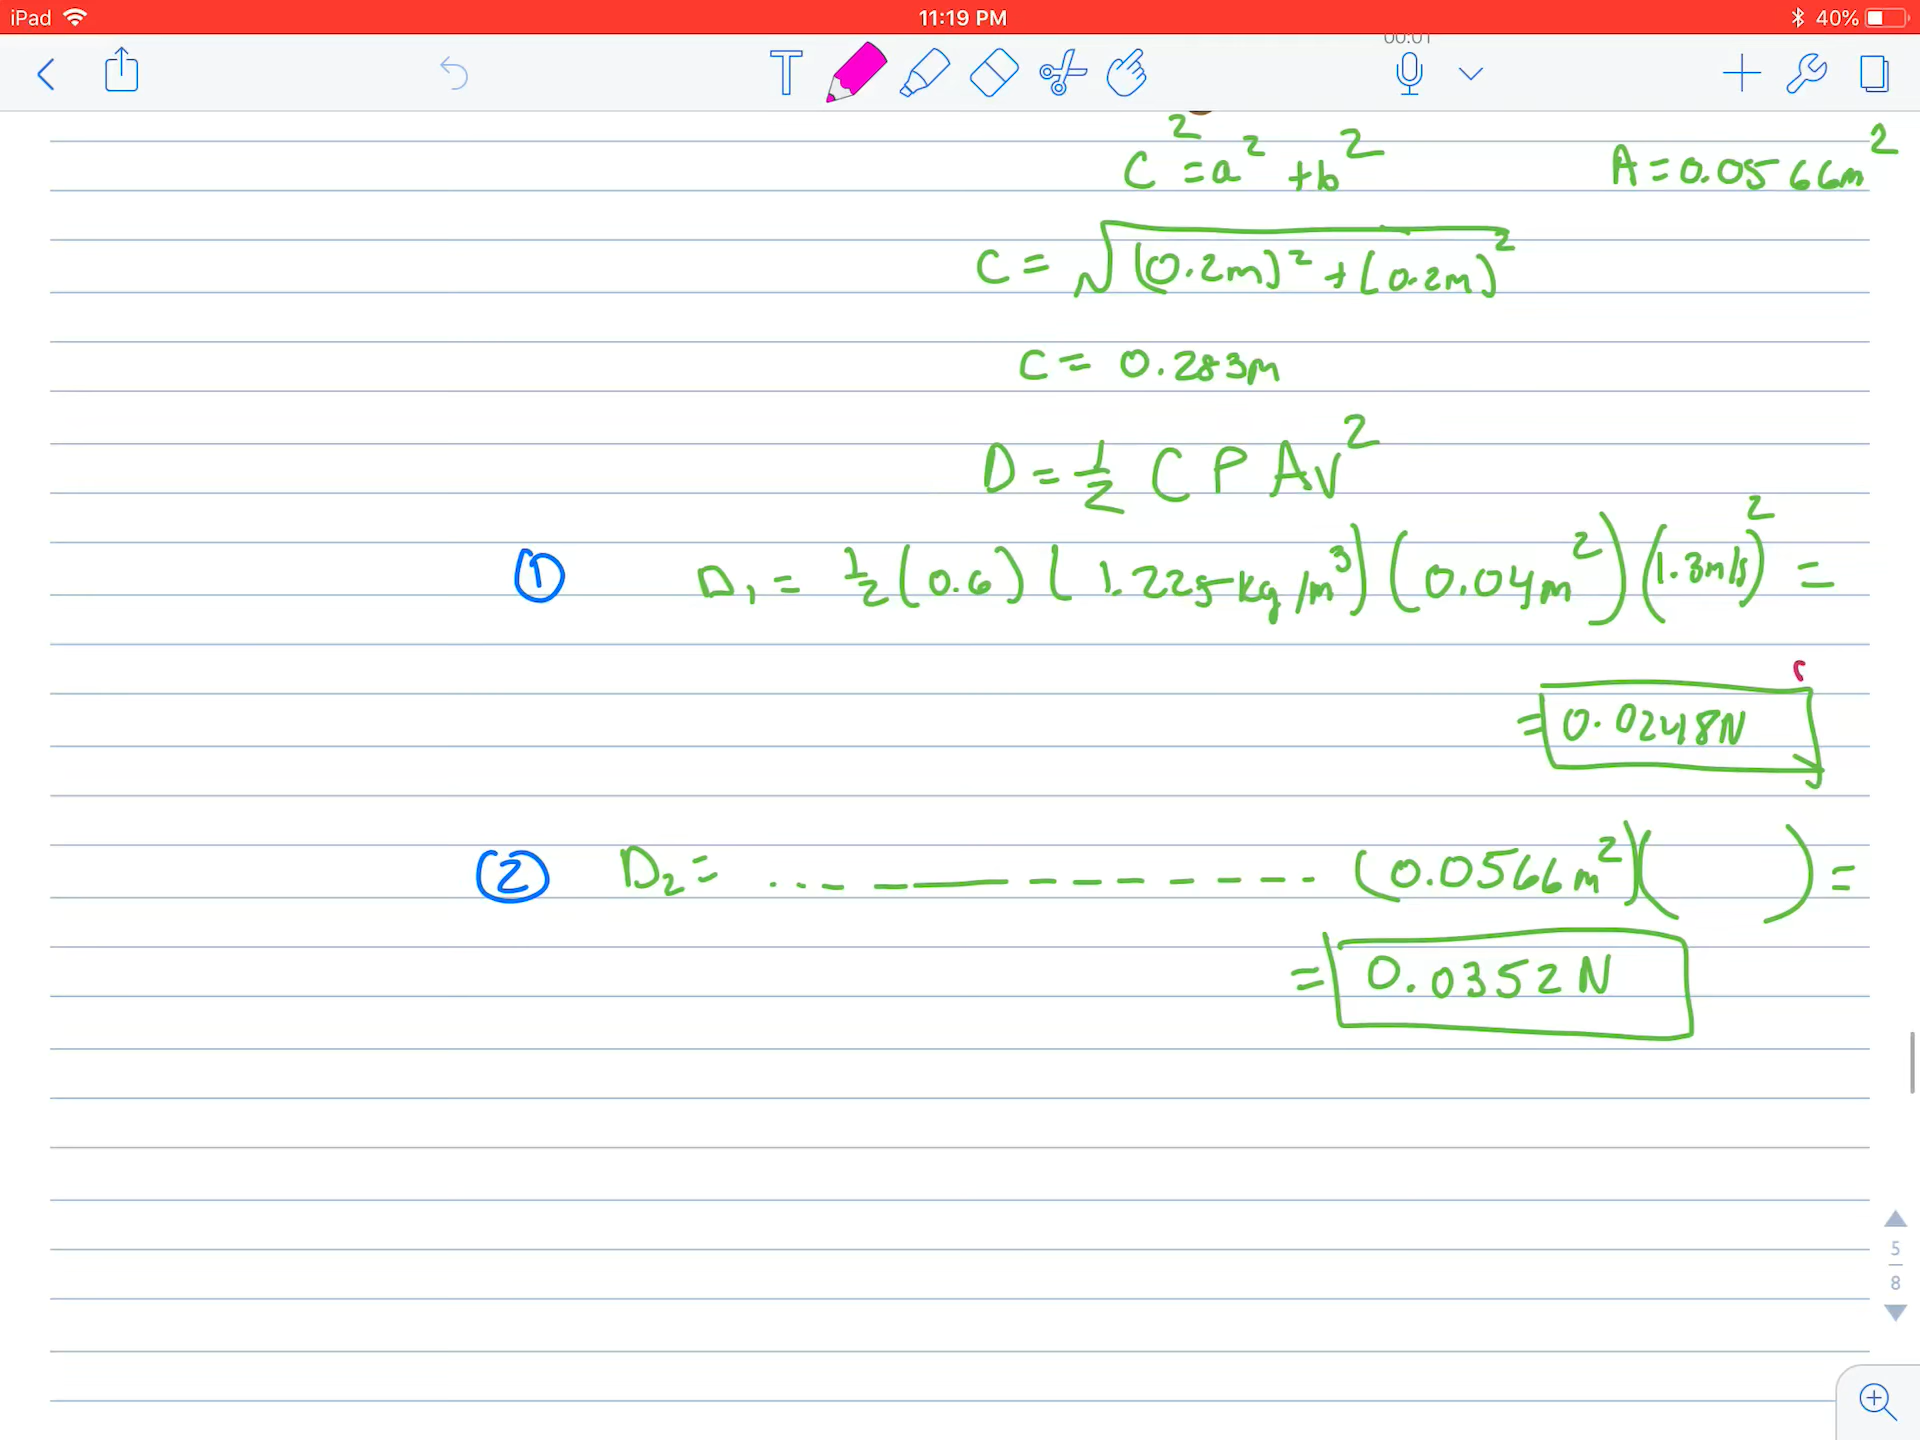 iPad 11:19 PM 40%
00:01
T
C² = a² + b² A = 0.0566m²
C = √(0.2m)² + (0.2m)²
C = 0.283m
D = 1/2 C P A v²
① D₁ = 1/2 (0.6) (1.225 kg/m³) (0.04m²) (1.3m/s)² =
= 0.0248N
② D₂ = ... - - - - - - - - - (0.0566m²)( ) =
= 0.0352 N
5
8